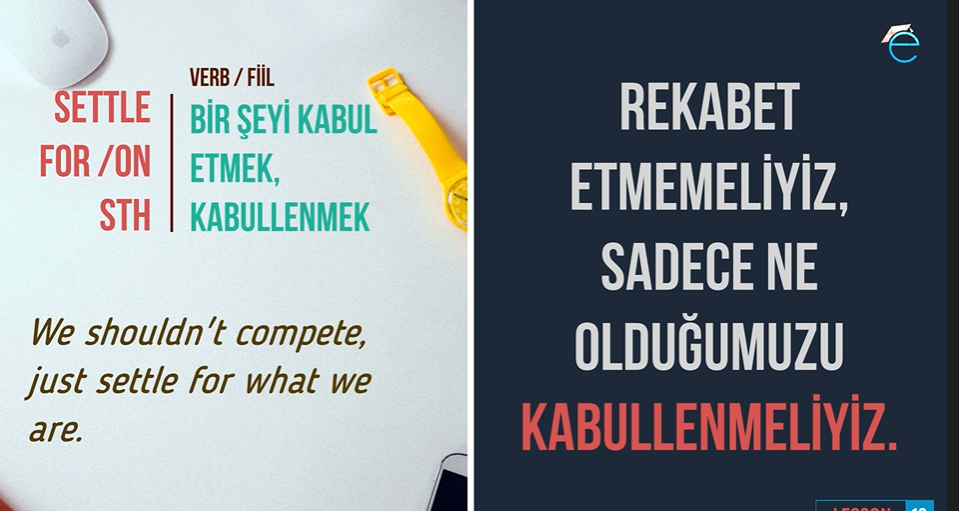 SETTLE
FOR /ON
STH
VERB / FİİL
BİR ŞEYİ KABUL
ETMEK,
KABULLENMEK
We shouldn't compete,
just settle for what we
are.
REKABET
ETMEMELİYİZ,
SADECE NE
OLDUĞUMUZU
KABULLENMELİYİZ.